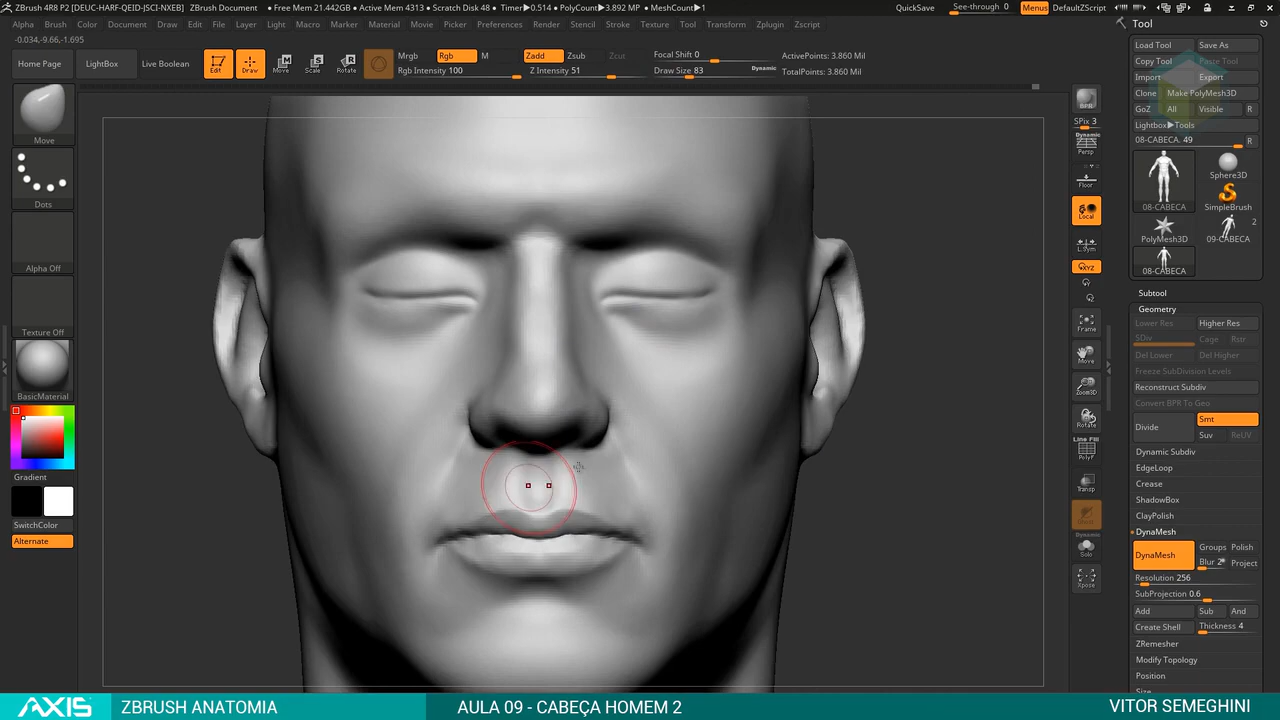 ZBrush 4R8 P2 [DEUC-HARF-QEID-JSCI-NXEB] ZBrush Document • Free Mem 21.442GB • Active Mem 4313 • Scratch Disk 48 • Timer▶0.514 • PolyCount▶3.892 MP • MeshCount▶1 QuickSave See-through 0 Menus DefaultZScript
Alpha Brush Color Document Draw Edit File Layer Light Macro Marker Material Movie Picker Preferences Render Stencil Stroke Texture Tool Transform Zplugin Zscript
-0.034,-9.66,-1.695
Home Page LightBox Live Boolean Edit Draw Move Scale Rotate
Mrgb Rgb M Zadd Zsub Zcut Focal Shift 0 ActivePoints: 3.860 Mil
Rgb Intensity 100 Z Intensity 51 Draw Size 83 Dynamic TotalPoints: 3.860 Mil
Move
Dots
Alpha Off
Texture Off
BasicMaterial
Gradient
SwitchColor
Alternate
BPR
SPix 3
Dynamic
Persp
Floor
Local
L.Sym
XYZ
Frame
Move
Zoom3D
Rotate
Line Fill
PolyF
Transp
Dynamic
Solo
Xpose
Tool
Load Tool Save As
Copy Tool Paste Tool
Import Export
Clone Make PolyMesh3D
GoZ All Visible R
Lightbox▶Tools
08-CABECA. 49 R
08-CABECA Sphere3D
SimpleBrush
2
PolyMesh3D 09-CABECA
08-CABECA
Subtool
Geometry
Lower Res Higher Res
SDiv Cage Rstr
Del Lower Del Higher
Freeze SubDivision Levels
Reconstruct Subdiv
Convert BPR To Geo
Divide Smt
Suv ReUV
Dynamic Subdiv
EdgeLoop
Crease
ShadowBox
ClayPolish
DynaMesh
DynaMesh Groups Polish
Blur 2 Project
Resolution 256
SubProjection 0.6
Add Sub And
Create Shell Thickness 4
ZRemesher
Modify Topology
Position
Size
AXIS ZBRUSH ANATOMIA AULA 09 - CABEÇA HOMEM 2 VITOR SEMEGHINI